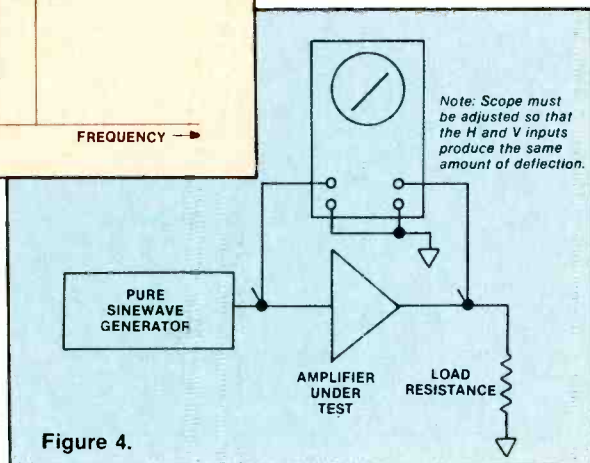 FREQUENCY
Note: Scope must
be adjusted so that
the H and V inputs
produce the same
amount of deflection.
PURE
SINEWAVE
GENERATOR
AMPLIFIER
UNDER
TEST
LOAD
RESISTANCE
Figure 4.